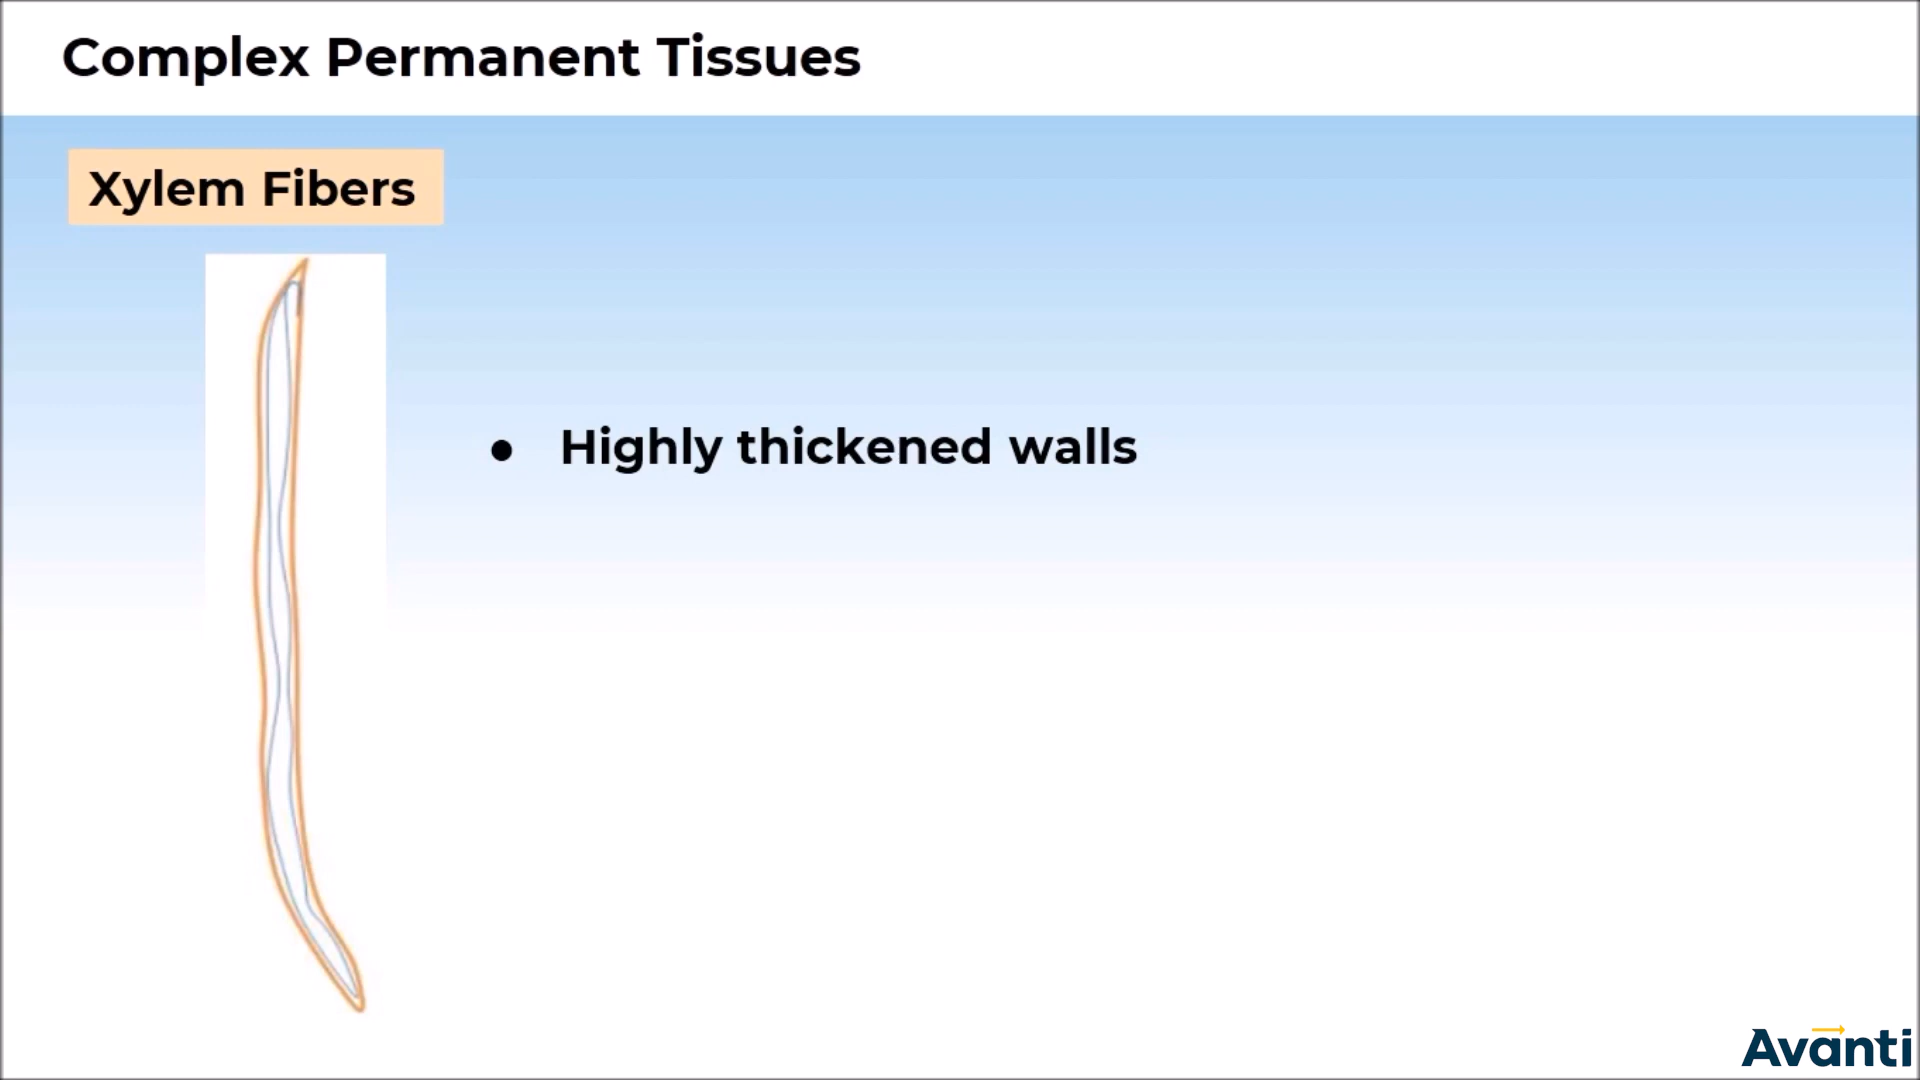 Complex Permanent Tissues
Xylem Fibers
● Highly thickened walls
Avanti